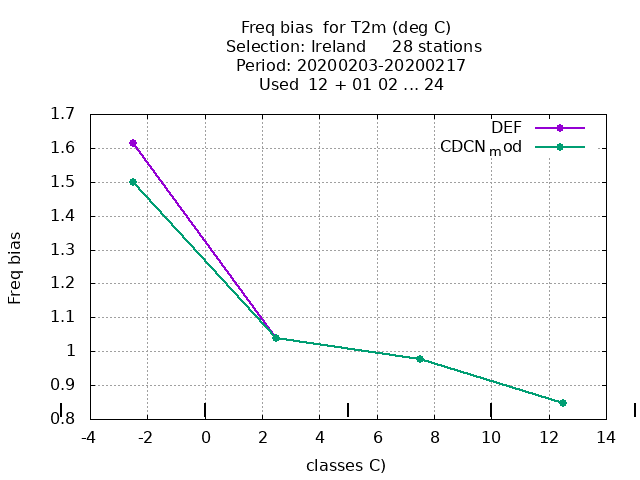 Freq bias  for T2m (deg C)
Selection: Ireland     28 stations
Period: 20200203-20200217
Used  12 + 01 02 ... 24
DEF
CDCNmod
1.7
1.6
1.5
1.4
1.3
1.2
1.1
1
0.9
0.8
Freq bias
-4 -2 0 2 4 6 8 10 12 14
classes C)